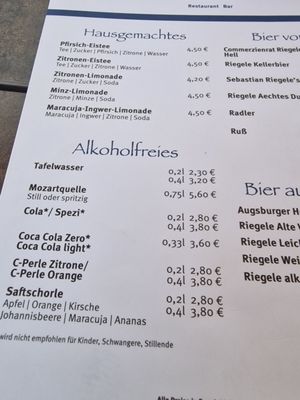 Restaurant Bar
Hausgemachtes
Pfirsich-Eistee
Tee | Zucker | Pfirsich | Zitrone | Wasser 4.50 €
Zitronen-Eistee
Tee | Zucker | Zitrone | Wasser 4.50 €
Zitronen-Limonade
Zitrone | Zucker | Soda 4.20 €
Minz-Limonade
Zitrone | Minze | Soda 4.50 €
Maracuja-Ingwer-Limonade
Maracuja | Ingwer | Zitrone | Soda 4.50 €
Alkoholfreies
Tafelwasser 0,2l 2,30 €
0,4l 3,20 €
Mozartquelle 0,75l 5,60 €
Still oder spritzig
Cola*/ Spezi* 0,2l 2,80 €
0,4l 3,80 €
Coca Cola Zero* 0,33l 3,60 €
Coca Cola light*
C-Perle Zitrone/ 0,2l 2,80 €
C-Perle Orange 0,4l 3,80 €
Saftschorle
Apfel | Orange | Kirsche 0,2l 2,80 €
Johannisbeere | Maracuja | Ananas 0,4l 3,80 €
wird nicht empfohlen für Kinder, Schwangere, Stillende
Bier vo
Commerzienrat Riegele
Hell
Riegele Kellerbier
Sebastian Riegele's
Riegele Aechtes Du
Radler
Ruß
Bier au
Augsburger H
Riegele Alte
Riegele Leic
Riegele Wei
Riegele alk